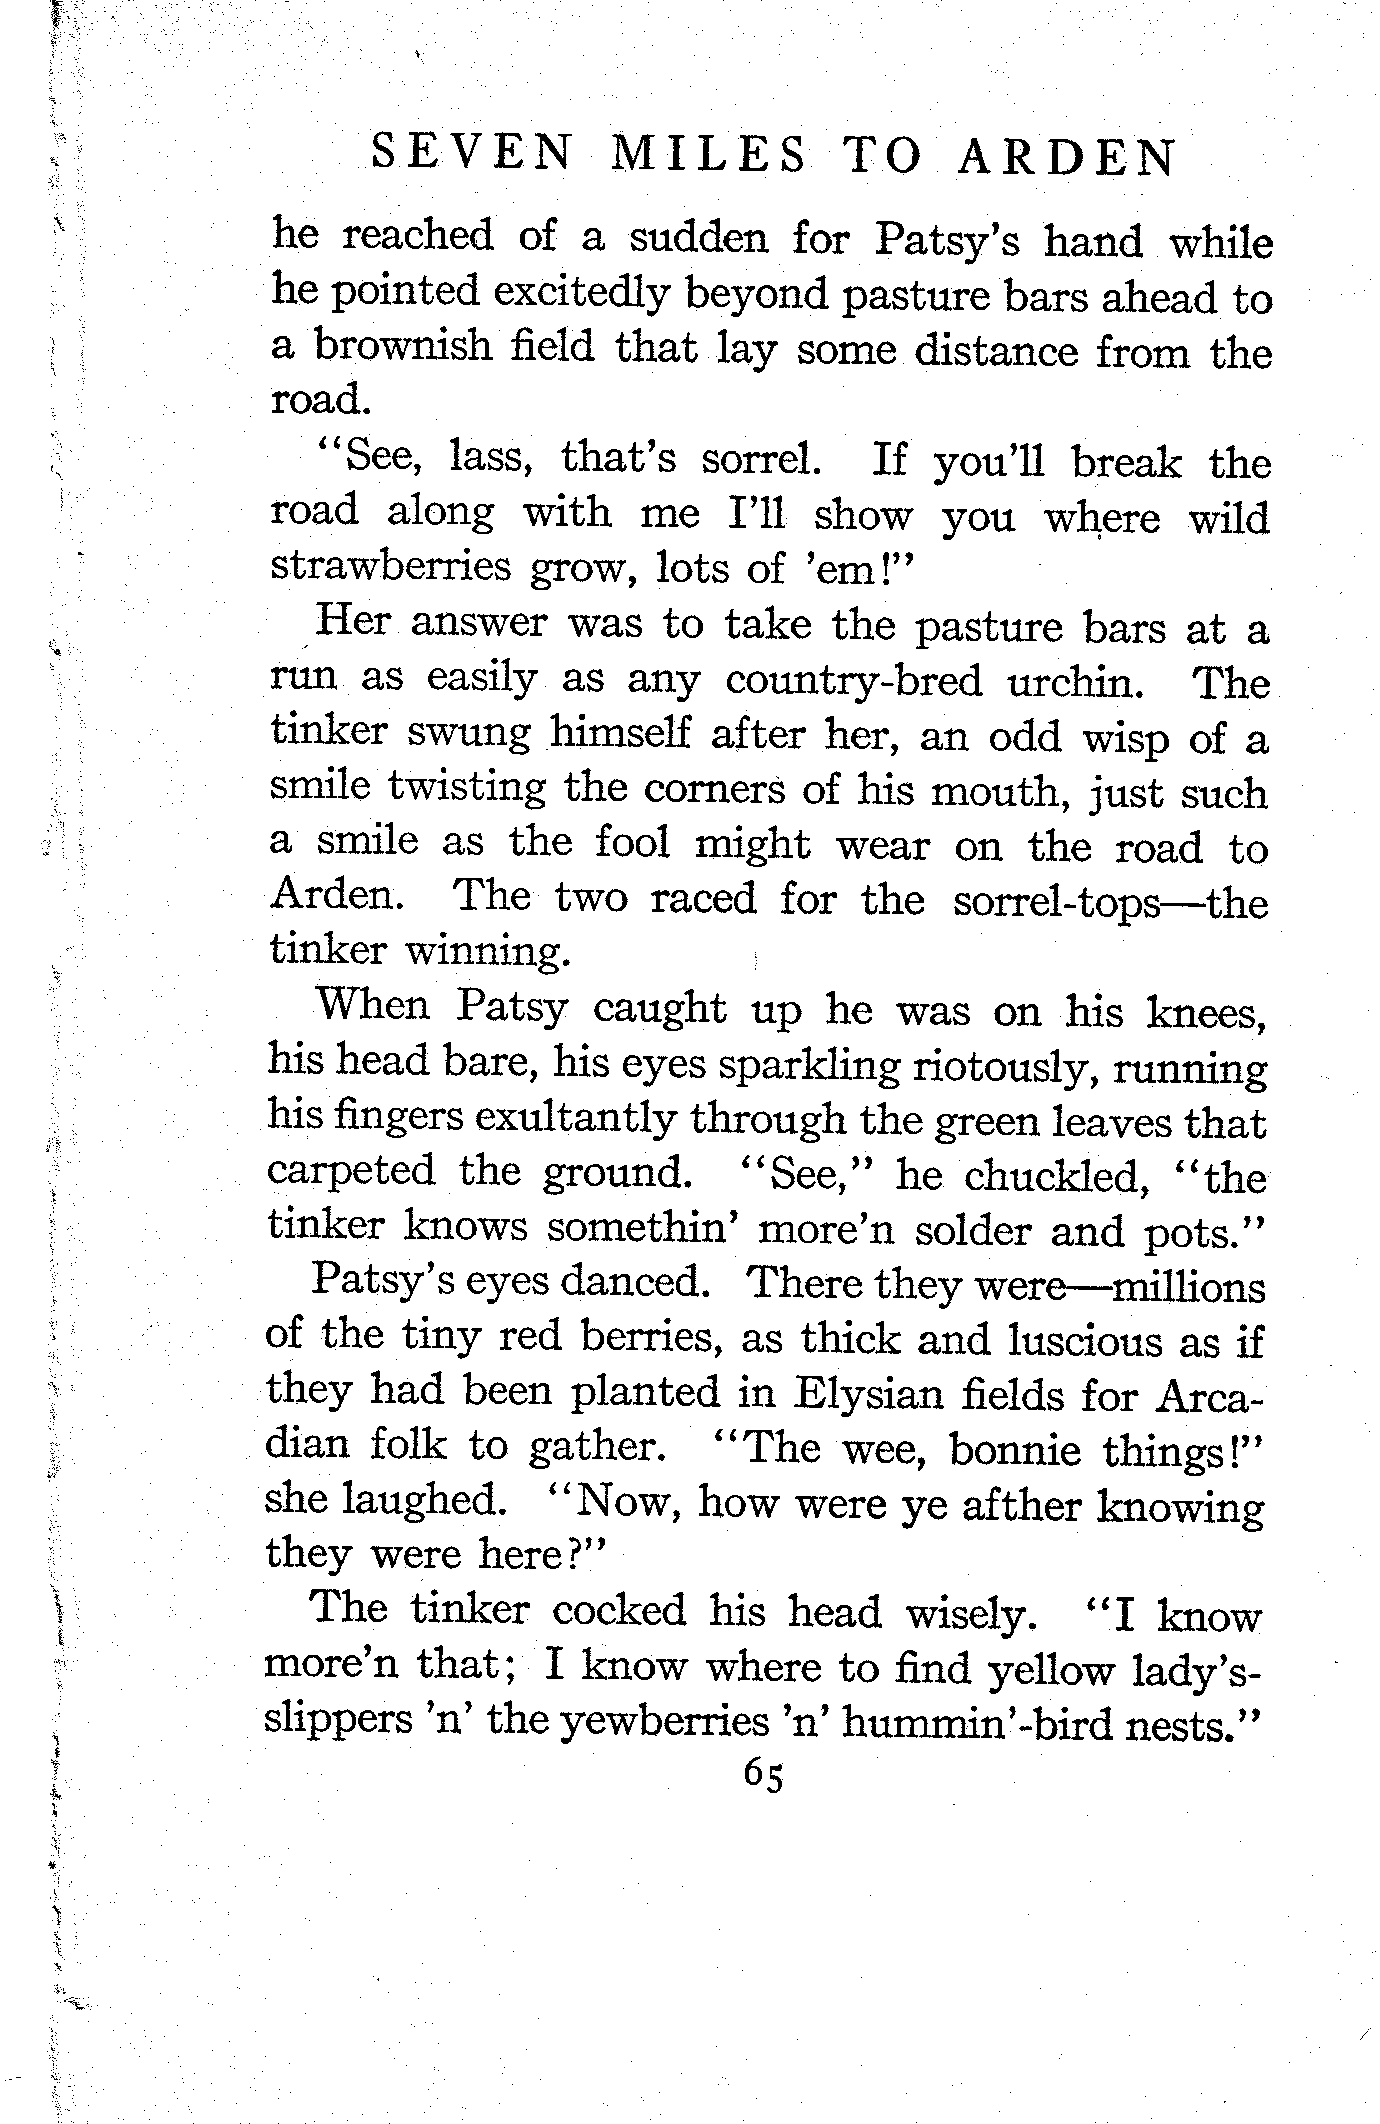 SEVEN MILES TO ARDEN
he reached of a sudden for Patsy's hand while
he pointed excitedly beyond pasture bars ahead to
a brownish field that lay some distance from the
road.
"See, lass, that's sorrel. If you'll break the
road along with me I'll show you where wild
strawberries grow, lots of 'em!"
Her answer was to take the pasture bars at a
run as easily as any country-bred urchin. The
tinker swung himself after her, an odd wisp of a
smile twisting the corners of his mouth, just such
a smile as the fool might wear on the road to
Arden. The two raced for the sorrel-tops—the
tinker winning.
When Patsy caught up he was on his knees,
his head bare, his eyes sparkling riotously, running
his fingers exultantly through the green leaves that
carpeted the ground. "See," he chuckled, "the
tinker knows somethin' more'n solder and pots."
Patsy's eyes danced. There they were—millions
of the tiny red berries, as thick and luscious as if
they had been planted in Elysian fields for Arca-
dian folk to gather. "The wee, bonnie things!"
she laughed. "Now, how were ye afther knowing
they were here?"
The tinker cocked his head wisely. "I know
more'n that; I know where to find yellow lady's-
slippers 'n' the yewberries 'n' hummin'-bird nests."
65